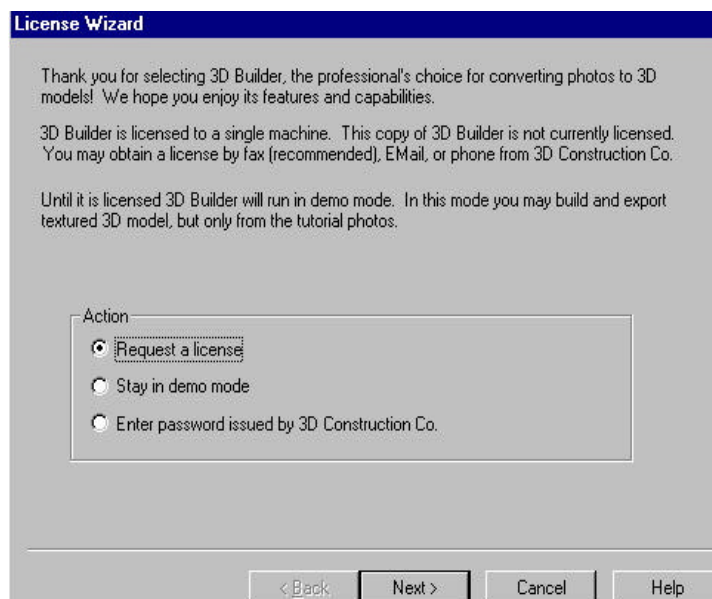 License Wizard
Thank you for selecting 3D Builder, the professional's choice for converting photos to 3D
models! We hope you enjoy its features and capabilities.
3D Builder is licensed to a single machine. This copy of 3D Builder is not currently licensed.
You may obtain a license by fax (recommended), EMail, or phone from 3D Construction Co.
Until it is licensed 3D Builder will run in demo mode. In this mode you may build and export
textured 3D model, but only from the tutorial photos.
Action
Request a license
Stay in demo mode
Enter password issued by 3D Construction Co.
< Back Next > Cancel Help